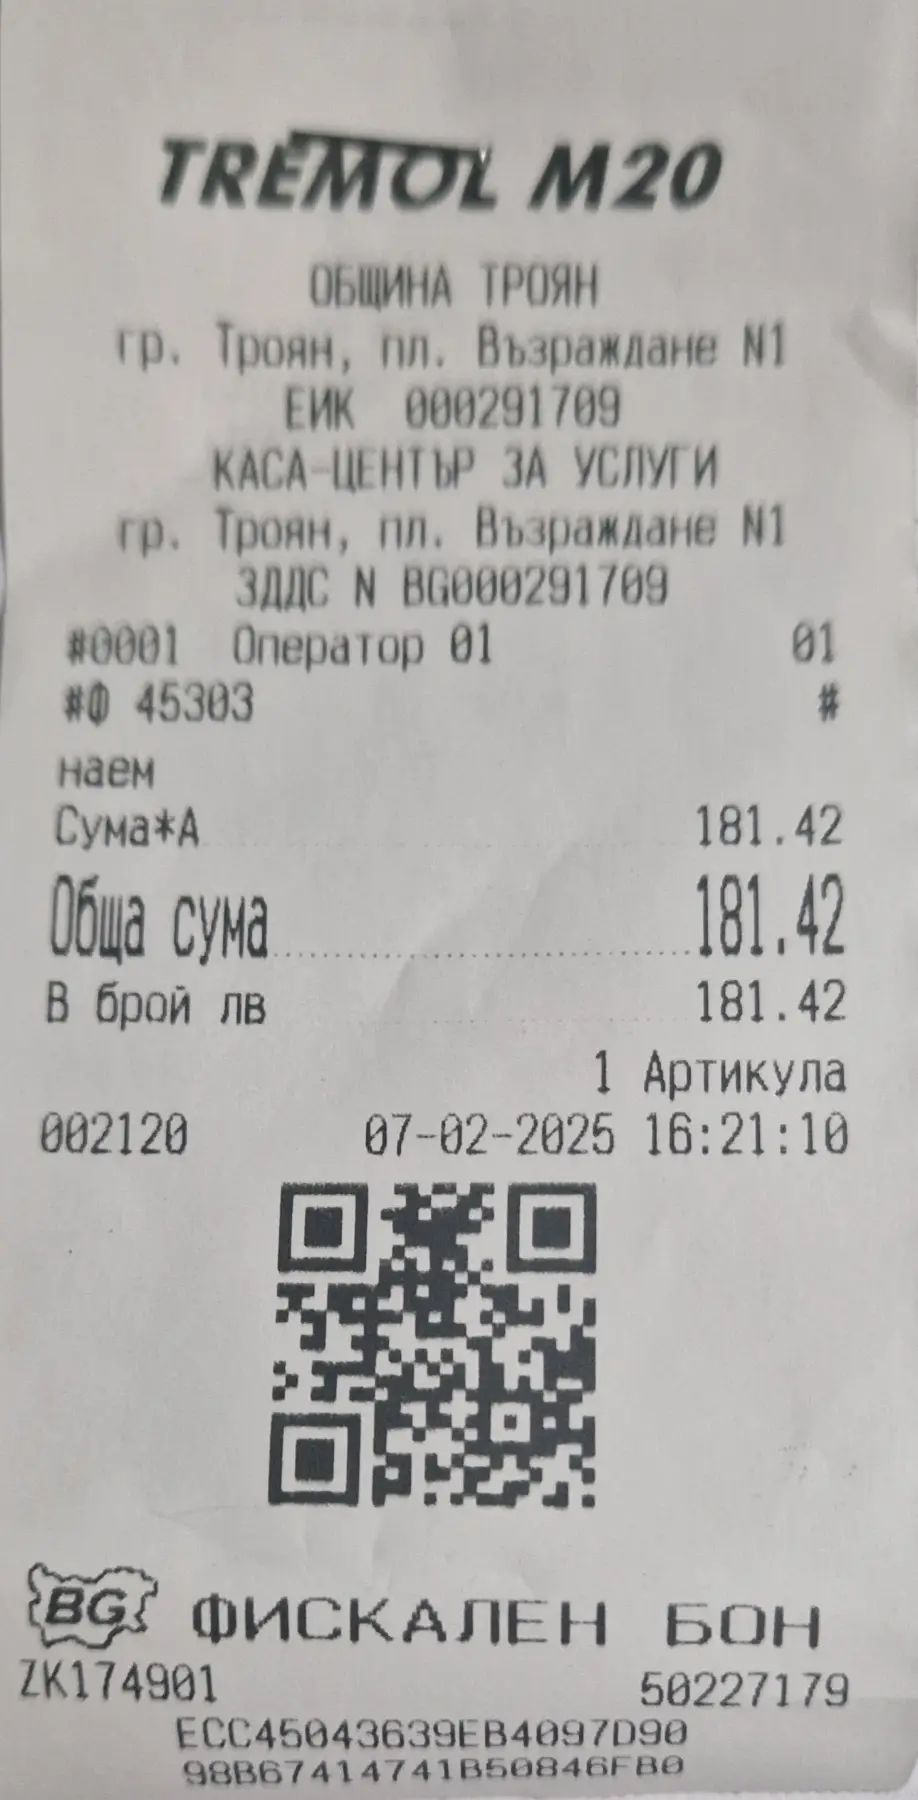 TREMOL M20
ОБЩИНА ТРОЯН
гр. Троян, пл. Възраждане N1
ЕИК 000291709
КАСА-ЦЕНТЪР ЗА УСЛУГИ
гр. Троян, пл. Възраждане N1
ЗДДС N BG000291709
#0001 Оператор 01 01
#Ф 45303 #
наем
Сума*А 181.42
Обща сума 181.42
В брой лв 181.42
1 Артикула
002120 07-02-2025 16:21:10
BG ФИСКАЛЕН БОН
ZK174901 50227179
ECC45043639EB4097D90
98B67414741B50846FB0